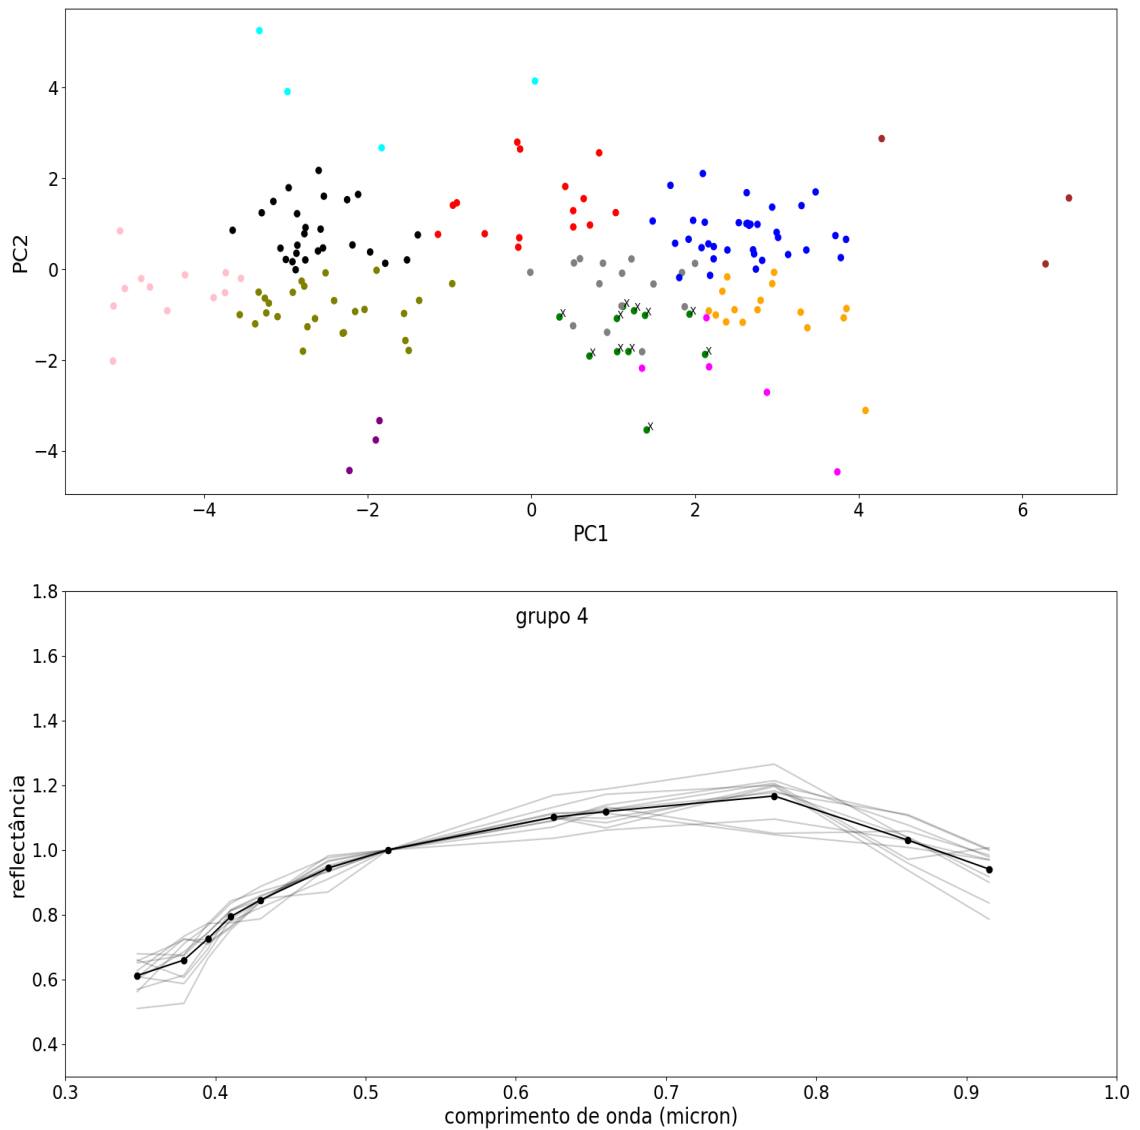 4
2
0
−2
−4
PC2
−4
−2
0
2
4
6
PC1
x
x
x
x
x
x
x
x
x
x
x
x
1.8
1.6
1.4
1.2
1.0
0.8
0.6
0.4
reflectância
grupo 4
0.3
0.4
0.5
0.6
0.7
0.8
0.9
1.0
comprimento de onda (micron)